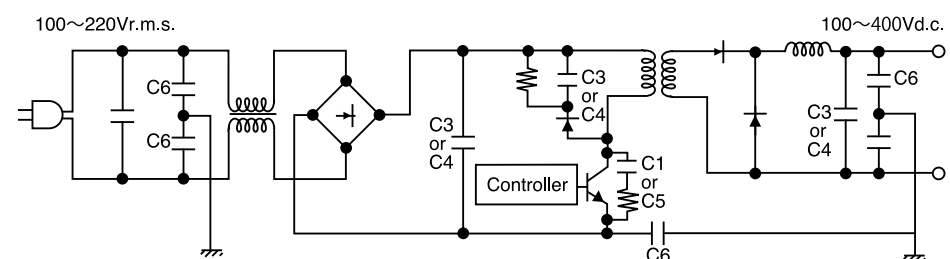 100～220Vr.m.s.
100～400Vd.c.
C6
C6
C3
or
C4
C3
or
C4
Controller
C1
or
C5
C6
C3
or
C4
C6